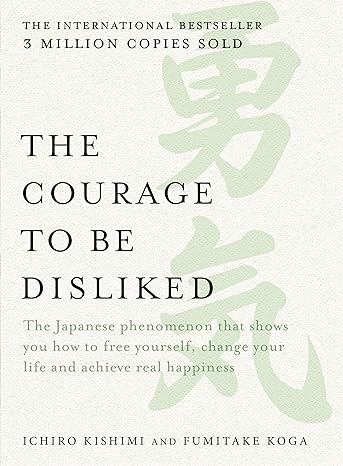 THE INTERNATIONAL BESTSELLER
3 MILLION COPIES SOLD
勇気
THE
COURAGE
TO BE
DISLIKED
The Japanese phenomenon that shows
you how to free yourself, change your
life and achieve real happiness
ICHIRO KISHIMI AND FUMITAKE KOGA